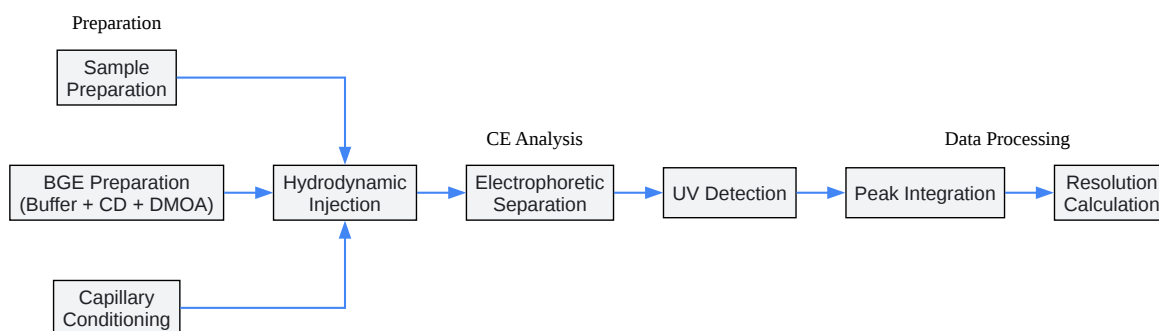 Preparation
Sample
Preparation
CE Analysis
Data Processing
BGE Preparation
(Buffer + CD + DMOA)
Hydrodynamic
Injection
Electrophoretic
Separation
UV Detection
Peak Integration
Resolution
Calculation
Capillary
Conditioning